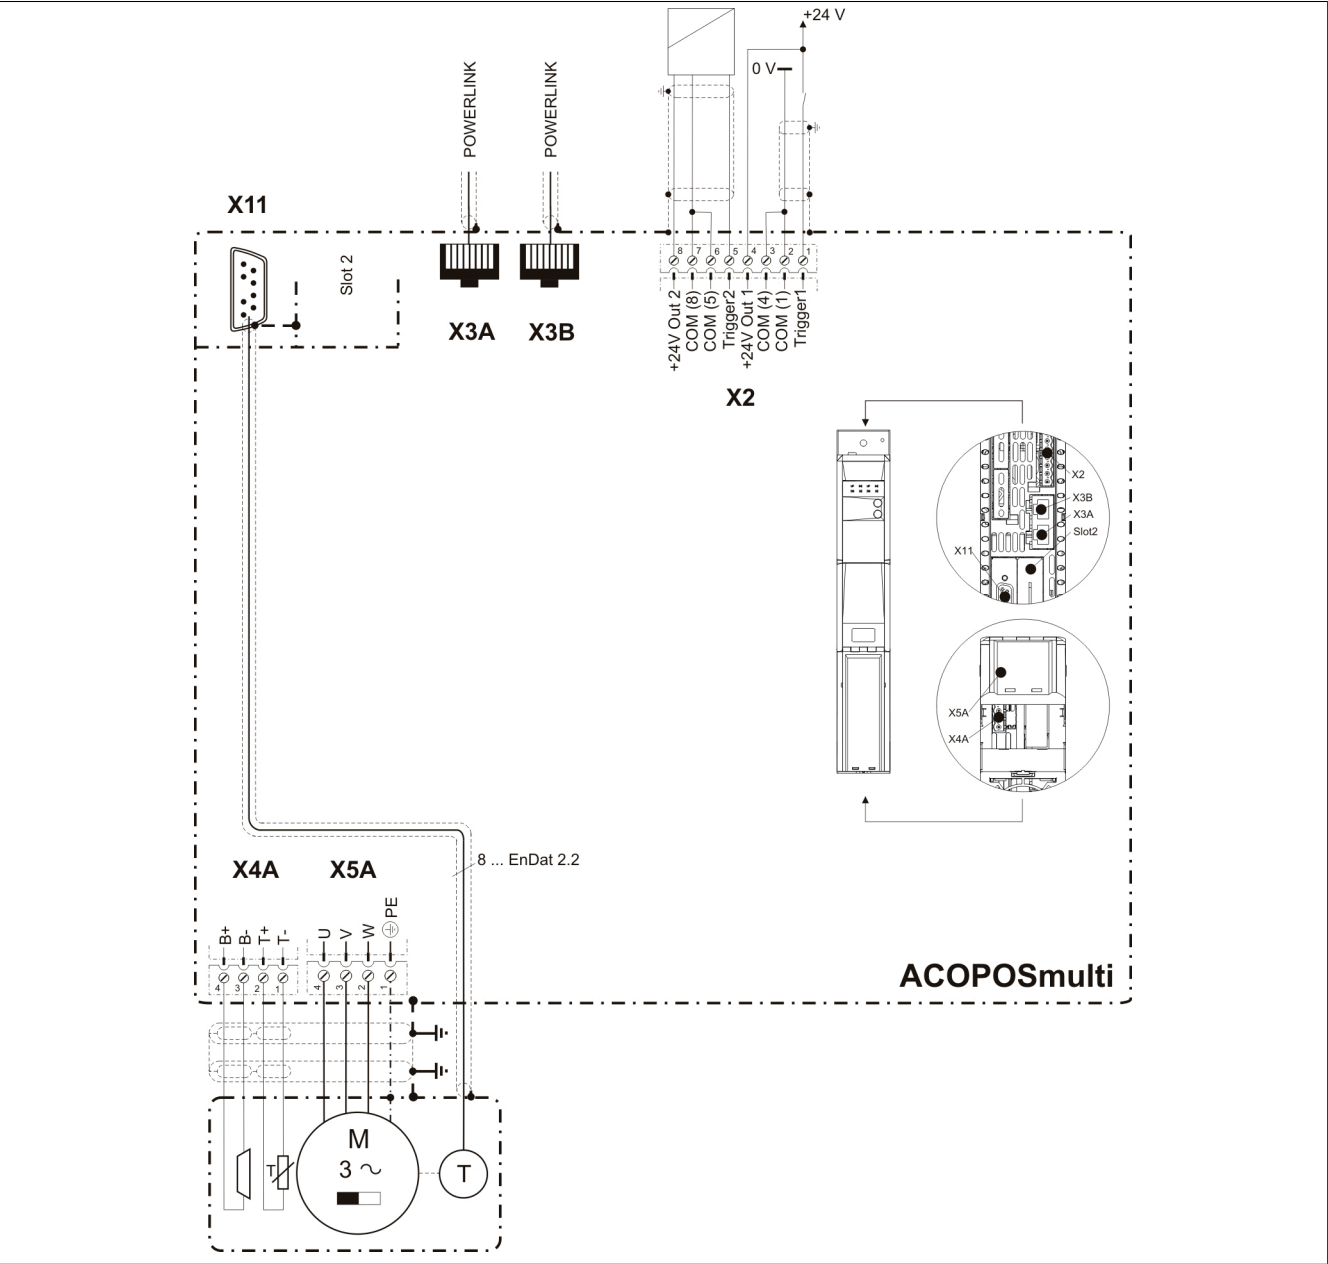 +24 V
0 V
POWERLINK
POWERLINK
X11
Slot 2
8 7 6 5 4 3 2 1
X3A
X3B
+24V Out 2
COM (8)
COM (5)
Trigger2
+24V Out 1
COM (4)
COM (1)
Trigger1
X2
X2
X3B
X3A
Slot2
X11
X5A
X4A
8 ... EnDat 2.2
X4A
X5A
B+
B-
T+
T-
U
V
W
PE
4 3 2 1
4 3 2 1
ACOPOSmulti
M
3 ~
T
T